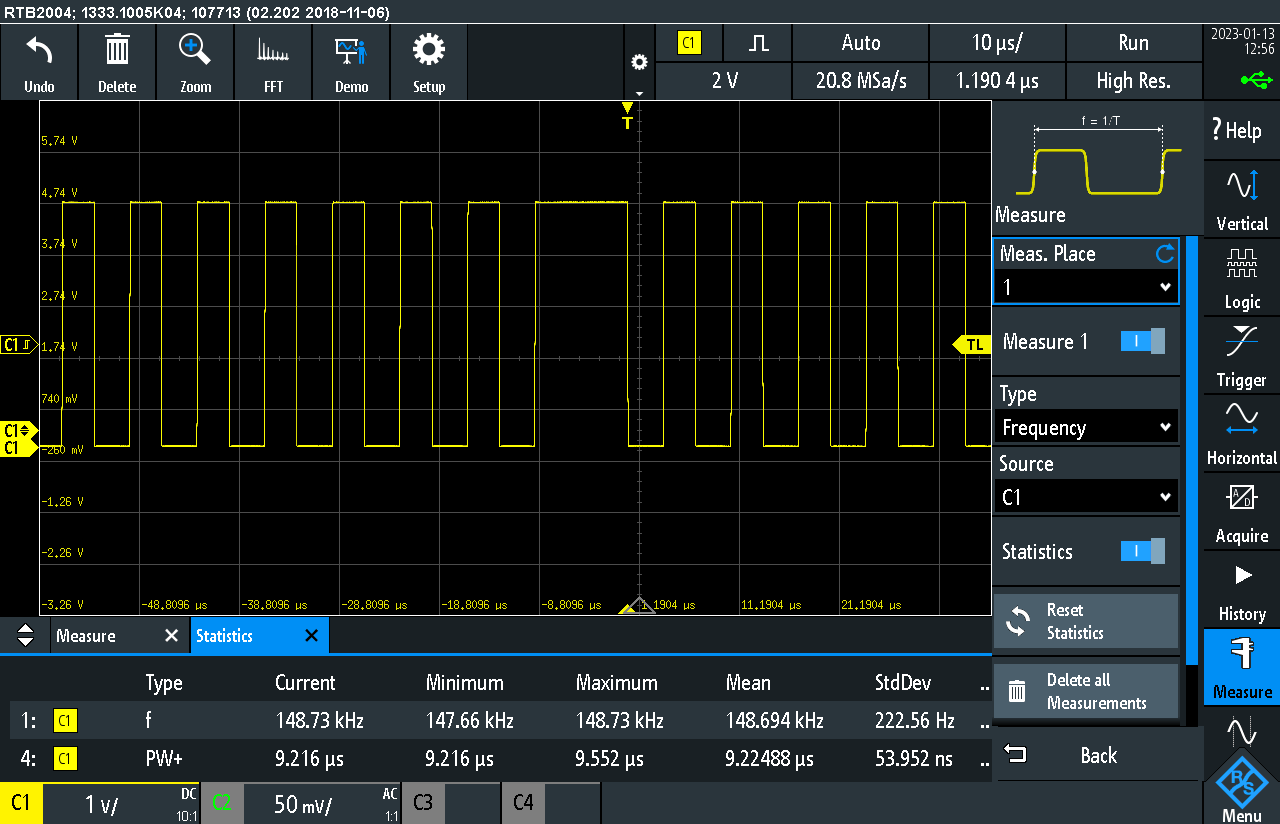 RTB2004; 1333.1005K04; 107713 (02.202 2018-11-06)
Undo
Delete
Zoom
FFT
Demo
Setup
C1
Auto
10 µs/
Run
2 V
20.8 MSa/s
1.190 4 µs
High Res.
2023-01-13
12:56
T
5.74 V
4.74 V
3.74 V
2.74 V
1.74 V
740 mV
-260 mV
-1.26 V
-2.26 V
-3.26 V
C1
C1
C1
TL
-48.8096 µs
-38.8096 µs
-28.8096 µs
-18.8096 µs
-8.8096 µs
1.1904 µs
11.1904 µs
21.1904 µs
f = 1/T
Measure
Meas. Place
1
Measure 1
Type
Frequency
Source
C1
Statistics
Reset
Statistics
Delete all
Measurements
Back
? Help
Vertical
Logic
Trigger
Horizontal
A/D
Acquire
History
Measure
R&S
Menu
Measure
Statistics
Type Current Minimum Maximum Mean StdDev ..
1: C1 f 148.73 kHz 147.66 kHz 148.73 kHz 148.694 kHz 222.56 Hz ..
4: C1 PW+ 9.216 µs 9.216 µs 9.552 µs 9.22488 µs 53.952 ns ..
C1 1 V/ DC 10:1
C2 50 mV/ AC 1:1
C3
C4